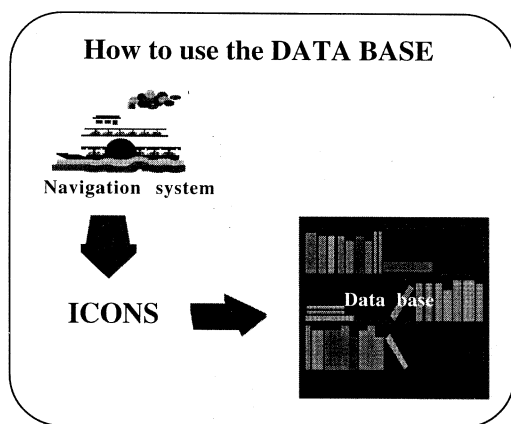 How to use the DATA BASE
Navigation system
ICONS
Data base